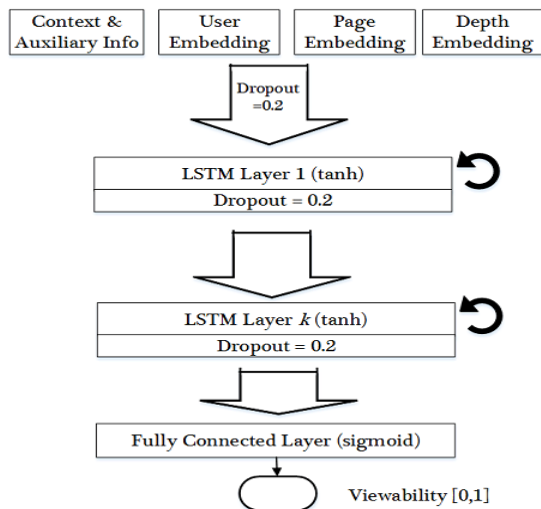 Context &
Auxiliary Info
User
Embedding
Page
Embedding
Depth
Embedding
Dropout
=0.2
LSTM Layer 1 (tanh)
Dropout = 0.2
LSTM Layer k (tanh)
Dropout = 0.2
Fully Connected Layer (sigmoid)
Viewability [0,1]